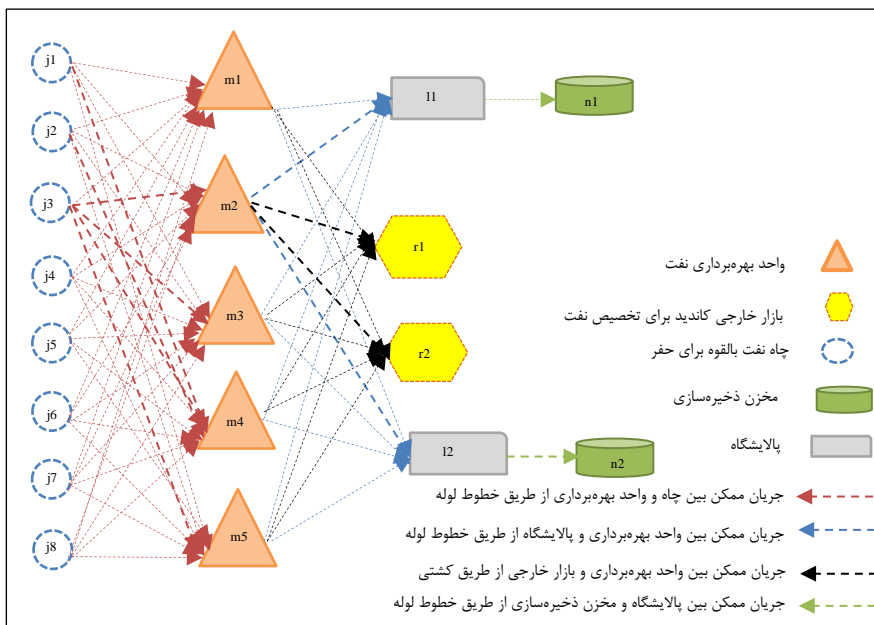 j1
j2
j3
j4
j5
j6
j7
j8
m1
m2
m3
m4
m5
l1
r1
r2
l2
n1
n2
واحد بهره‌برداری نفت
بازار خارجی کاندید برای تخصیص نفت
چاه نفت بالقوه برای حفر
مخزن ذخیره‌سازی
پالایشگاه
جریان ممکن بین چاه و واحد بهره‌برداری از طریق خطوط لوله
جریان ممکن بین واحد بهره‌برداری و پالایشگاه از طریق خطوط لوله
جریان ممکن بین واحد بهره‌برداری و بازار خارجی از طریق کشتی
جریان ممکن بین پالایشگاه و مخزن ذخیره‌سازی از طریق خطوط لوله